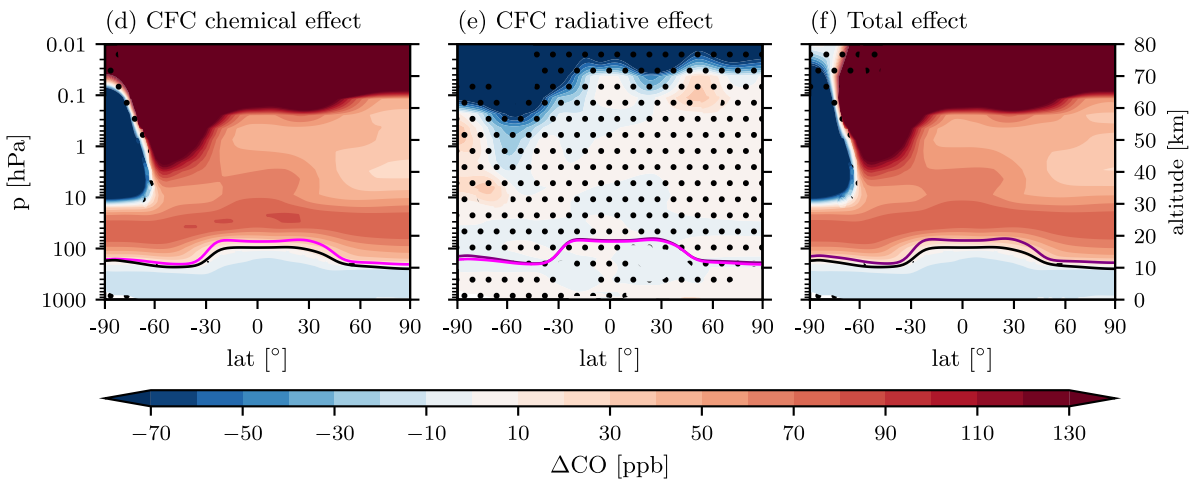 (d) CFC chemical effect
(e) CFC radiative effect
(f) Total effect
0.01
0.1
1
10
100
1000
p [hPa]
80
70
60
50
40
30
20
10
0
altitude [km]
-90 -60 -30 0 30 60 90
-90 -60 -30 0 30 60 90
-90 -60 -30 0 30 60 90
lat [°]
lat [°]
lat [°]
−70 −50 −30 −10 10 30 50 70 90 110 130
ΔCO [ppb]